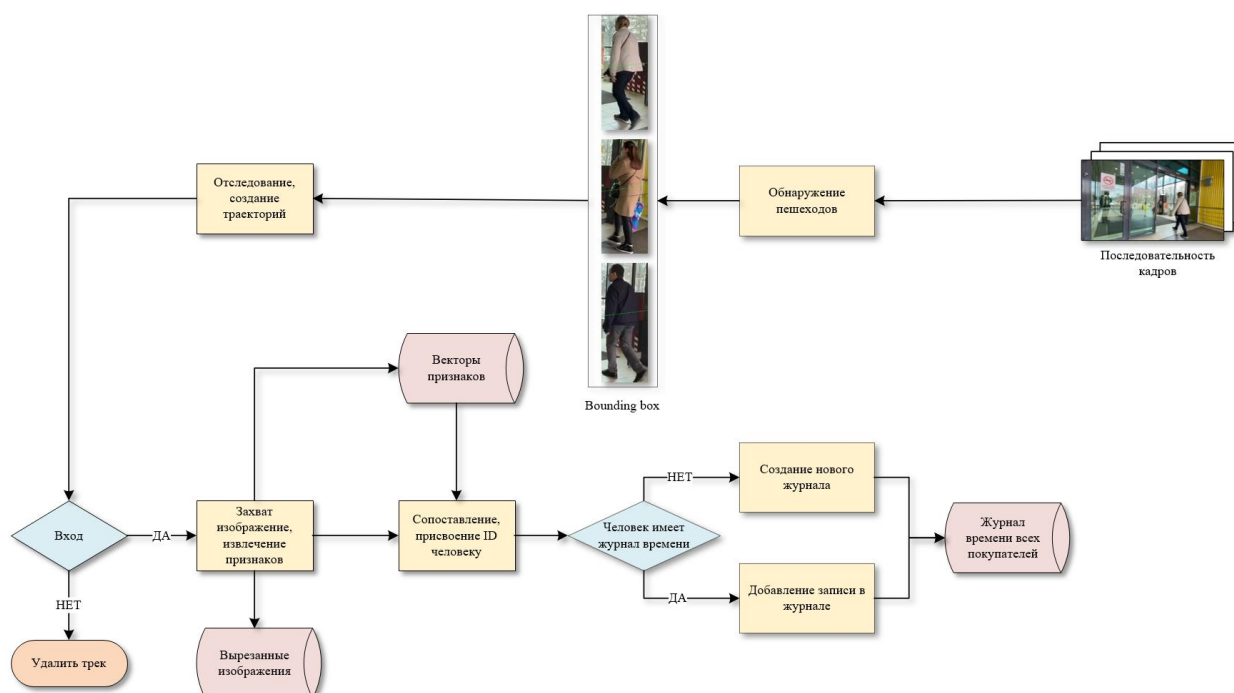 Отследование,
создание
траекторий
Обнаружение
пешеходов
Последовательность
кадров
Bounding box
Векторы
признаков
Вход
ДА
Захват
изображение,
извлечение
признаков
Сопоставление,
присвоение ID
человеку
Человек имеет
журнал времени
НЕТ
Создание нового
журнала
ДА
Добавление записи в
журнале
Журнал
времени всех
покупателей
НЕТ
Удалить трек
Вырезанные
изображения